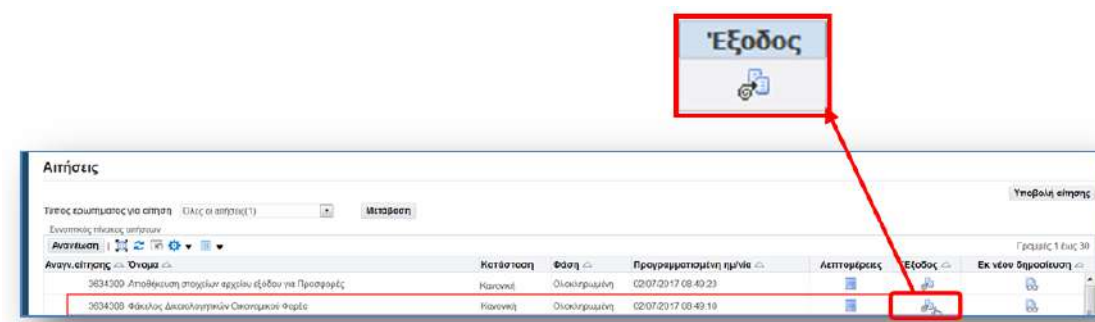 Έξοδος
Αιτήσεις
Υποβολή αίτησης
Τύπος ερωτήματος για αίτηση Όλες οι αιτήσεις(1) Μετάβαση
Συνοπτικός πίνακας αιτήσεων
Ανανέωση Γραμμές 1 έως 30
Αναγν.αίτησης Όνομα Κατάσταση Φάση Προγραμματισμένη ημ/νία Λεπτομέρειες Έξοδος Εκ νέου δημοσίευση
3634309 Αποθήκευση στοιχείων αρχείου εξόδου για Προσφορές Κανονική Ολοκληρωμένη 02/07/2017 08:49:23
3634308 Φάκελος Δικαιολογητικών Οικονομικού Φορέα Κανονική Ολοκληρωμένη 02/07/2017 08:49:10